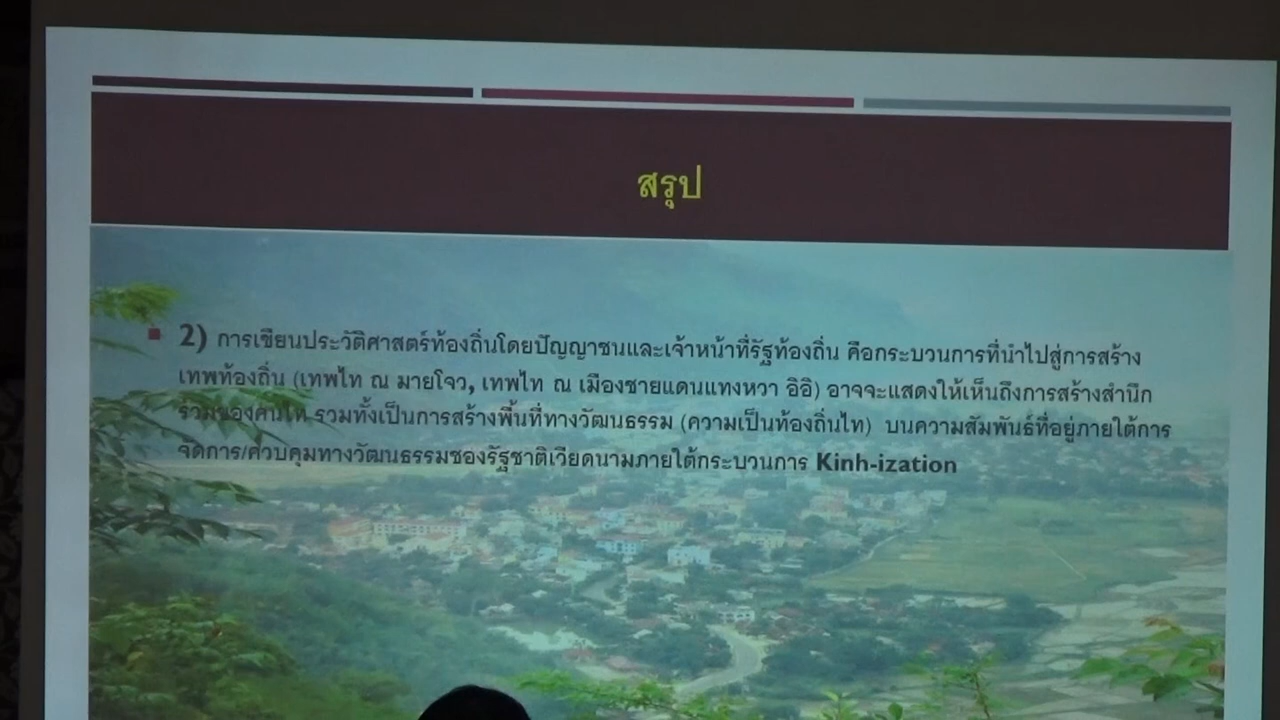 สรุป
2) การเขียนประวัติศาสตร์ท้องถิ่นโดยปัญญาชนและเจ้าหน้าที่รัฐท้องถิ่น คือกระบวนการที่นำไปสู่การสร้าง
เทพท้องถิ่น (เทพไท ณ มายโจว, เทพไท ณ เมืองชายแดนแทงหวา ฮิฮิ) อาจจะแสดงให้เห็นถึงการสร้างสำนึก
ร่วมของคนไท รวมทั้งเป็นการสร้างพื้นที่ทางวัฒนธรรม (ความเป็นท้องถิ่นไท) บนความสัมพันธ์ที่อยู่ภายใต้การ
จัดการ/ควบคุมทางวัฒนธรรมของรัฐชาติเวียดนามภายใต้กระบวนการ Kinh-ization